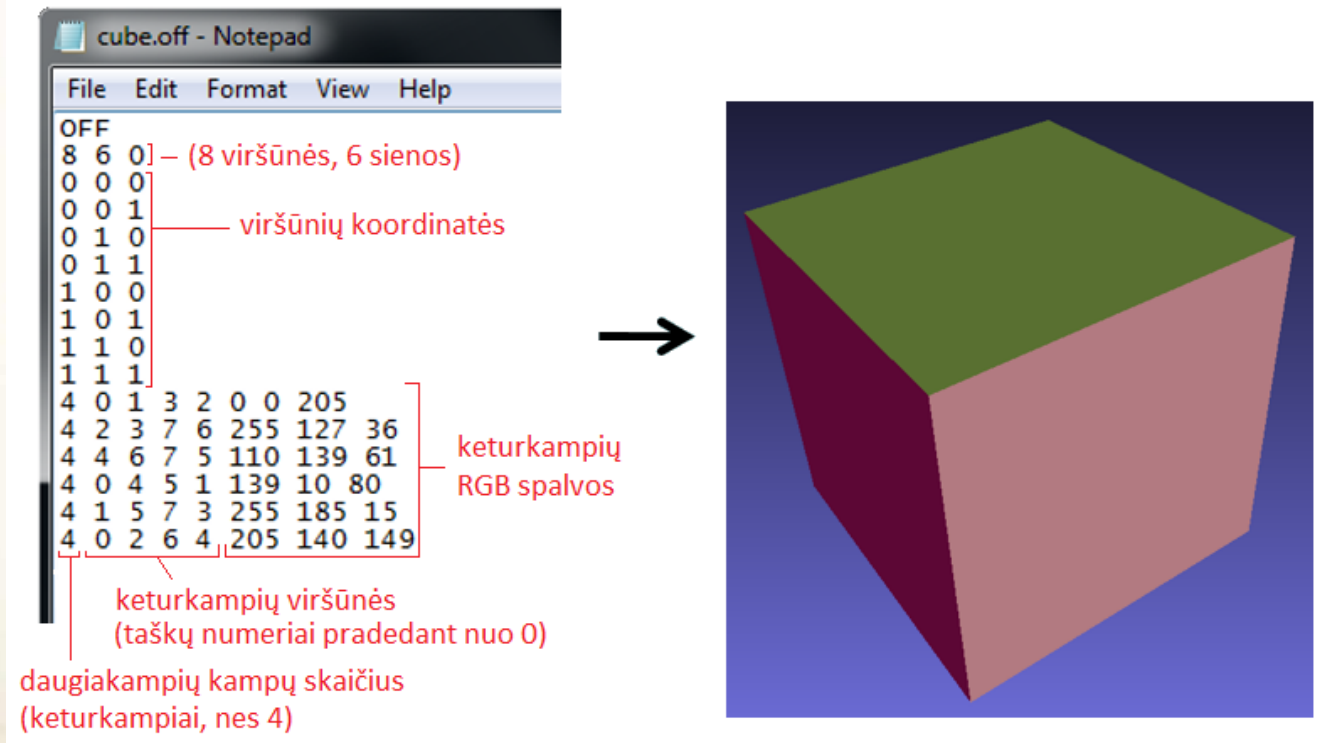 cube.off - Notepad
File Edit Format View Help
OFF
8 6 0
(8 viršūnės, 6 sienos)
0 0 0
0 0 1
0 1 0
0 1 1
1 0 0
1 0 1
1 1 0
1 1 1
viršūnių koordinatės
4 0 1 3 2 0 0 205
4 2 3 7 6 255 127 36
4 4 6 7 5 110 139 61
4 0 4 5 1 139 10 80
4 1 5 7 3 255 185 15
4 0 2 6 4 205 140 149
keturkampių
RGB spalvos
keturkampių viršūnės
(taškų numeriai pradedant nuo 0)
daugiakampių kampų skaičius
(keturkampiai, nes 4)